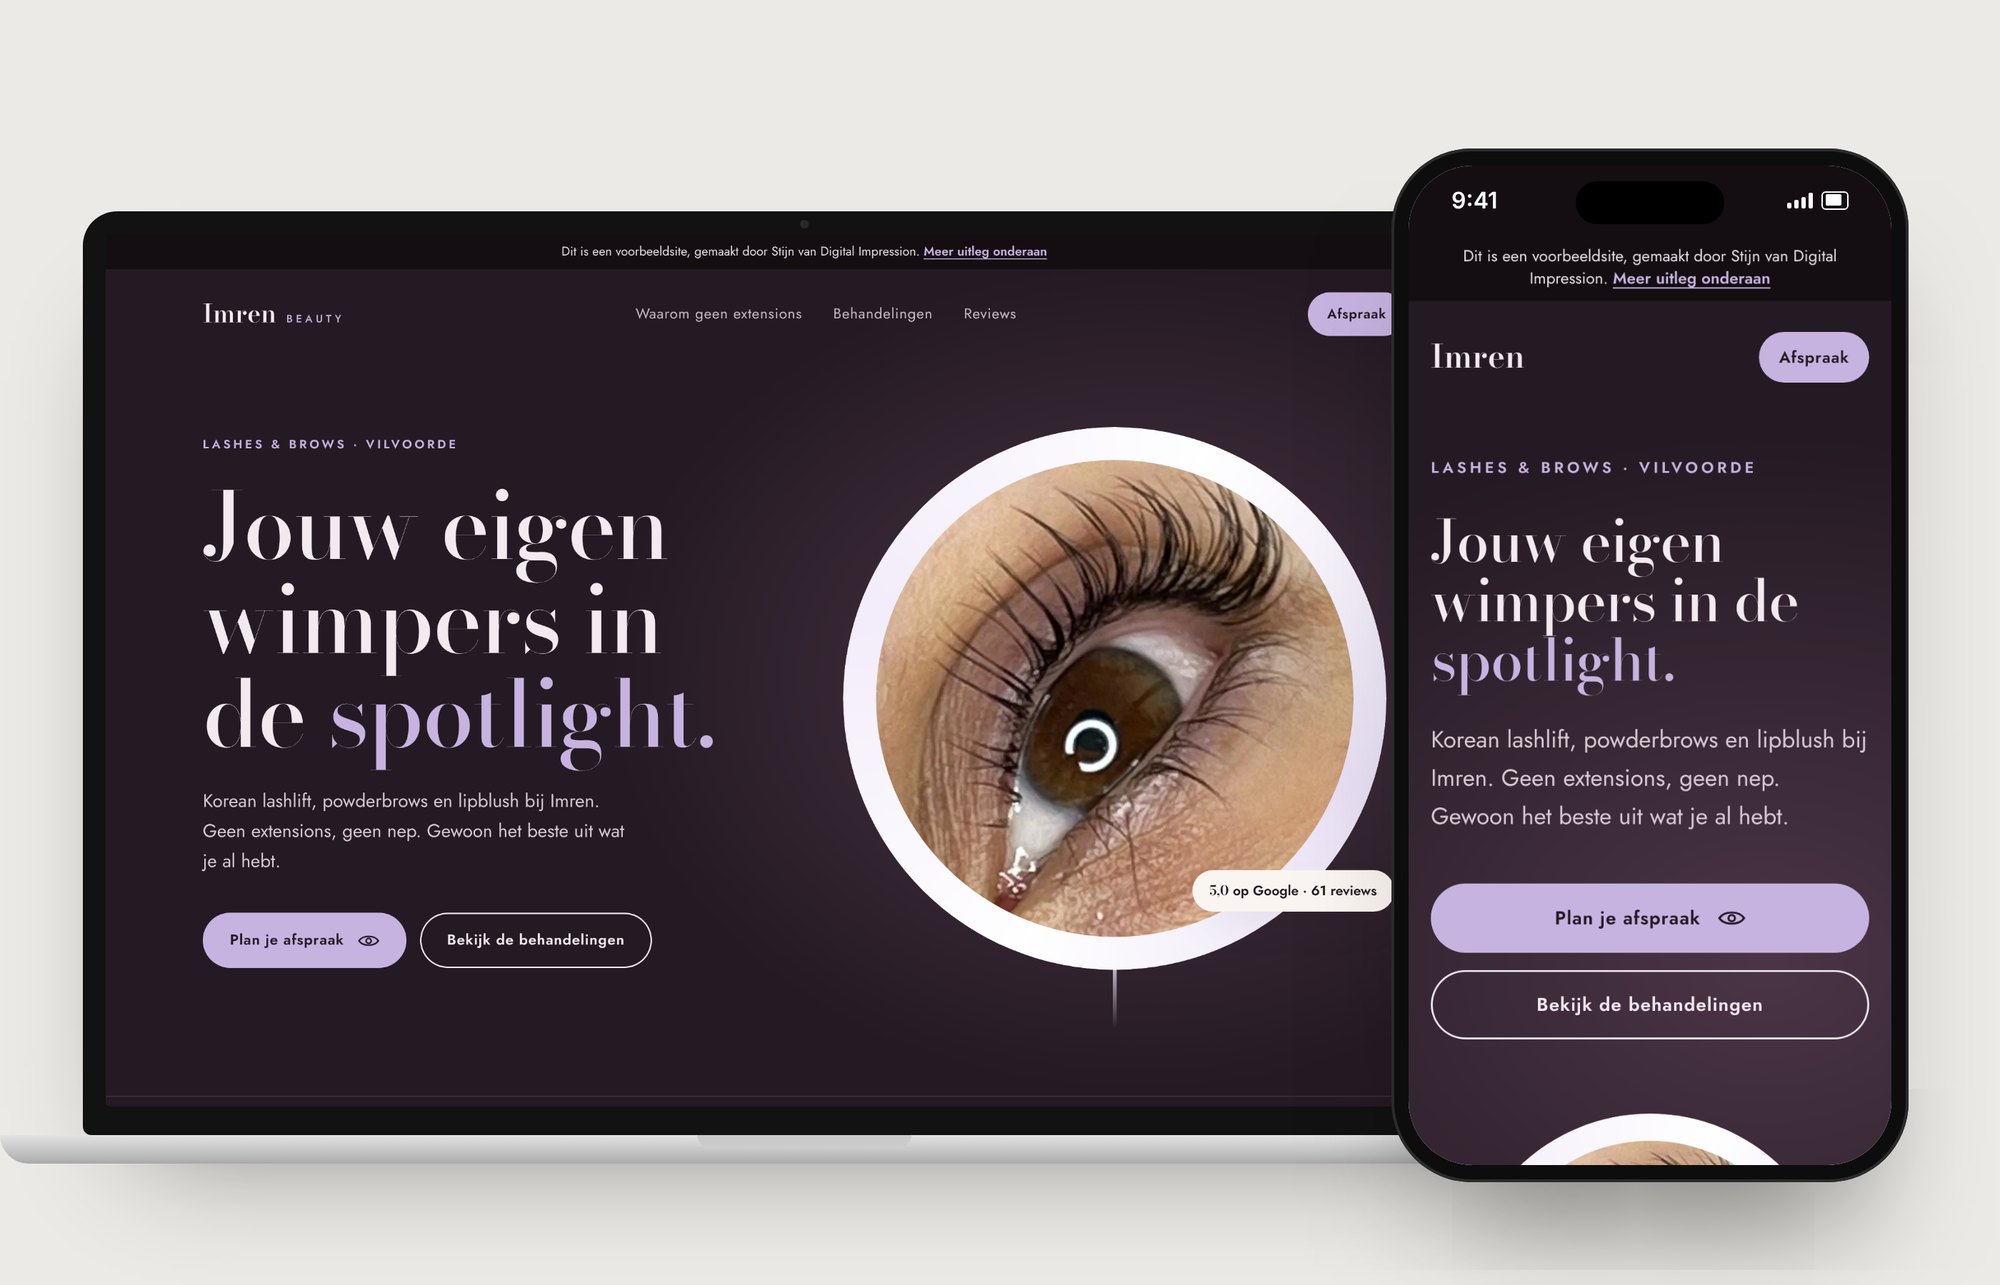 Dit is een voorbeeldsite, gemaakt door Stijn van Digital Impression. Meer uitleg onderaan
Imren BEAUTY
Waarom geen extensions
Behandelingen
Reviews
Afspraak
LASHES & BROWS · VILVOORDE
Jouw eigen
wimpers in
de spotlight.
Korean lashlift, powderbrows en lipblush bij Imren.
Geen extensions, geen nep. Gewoon het beste uit wat
je al hebt.
Plan je afspraak
Bekijk de behandelingen
5,0 op Google · 61 reviews
9:41
Dit is een voorbeeldsite, gemaakt door Stijn van Digital
Impression. Meer uitleg onderaan
Imren
Afspraak
LASHES & BROWS · VILVOORDE
Jouw eigen
wimpers in de
spotlight.
Korean lashlift, powderbrows en lipblush bij
Imren. Geen extensions, geen nep.
Gewoon het beste uit wat je al hebt.
Plan je afspraak
Bekijk de behandelingen